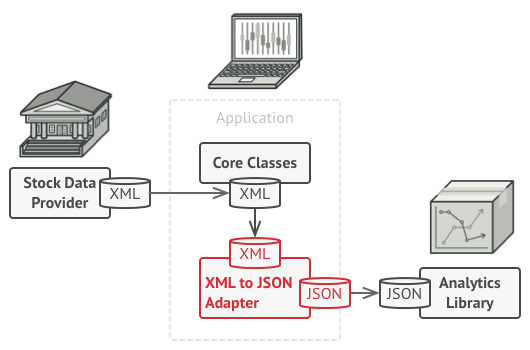 Application
Core Classes
XML
Stock Data
Provider
XML
XML
XML to JSON
Adapter
JSON
JSON
Analytics
Library